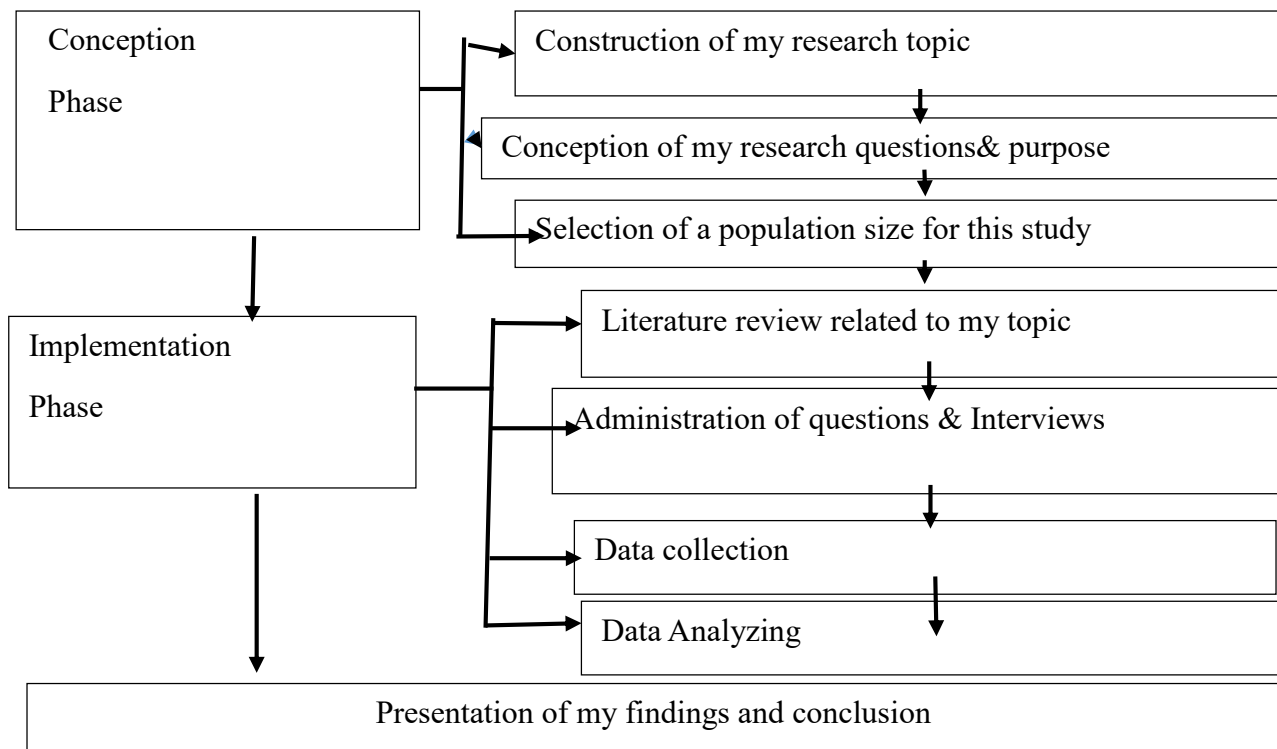 Conception
Phase
Construction of my research topic
Conception of my research questions& purpose
Selection of a population size for this study
Implementation
Phase
Literature review related to my topic
Administration of questions & Interviews
Data collection
Data Analyzing
Presentation of my findings and conclusion